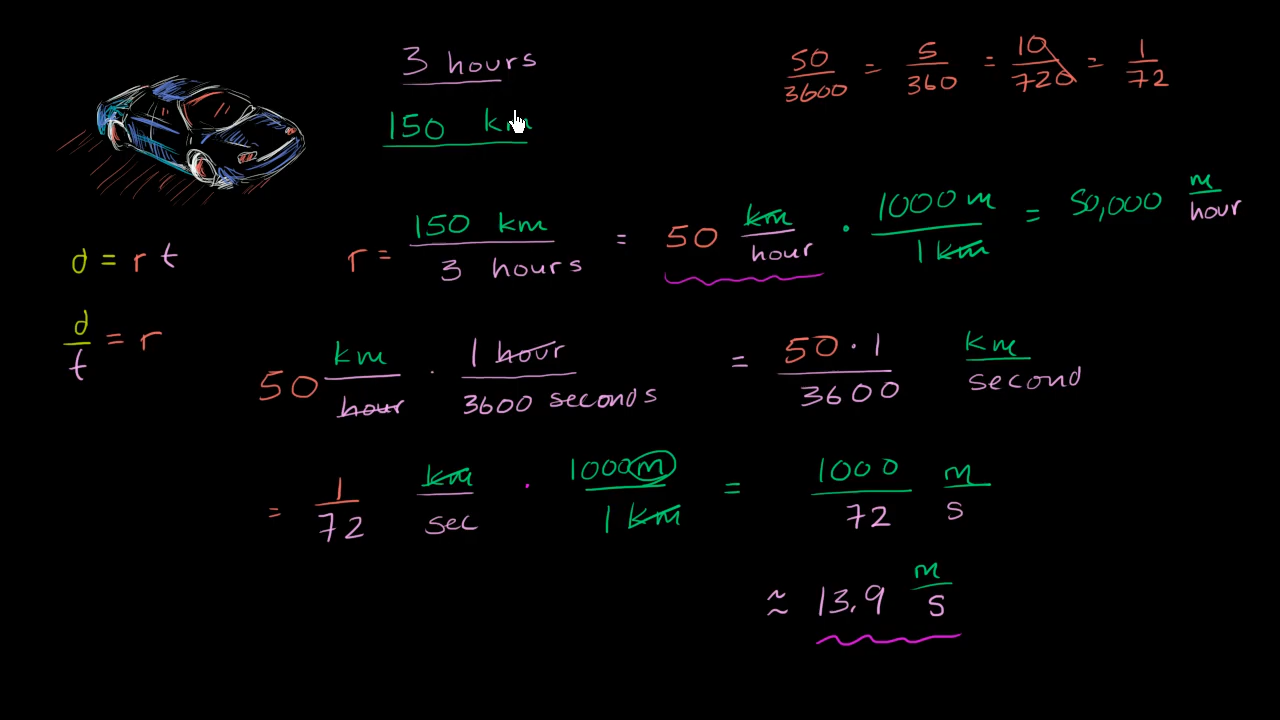 3 hours
150 km
50/3600 = 5/360 = 10/720 = 1/72
d = r t
d/t = r
r = 150 km / 3 hours = 50 km/hour · 1000 m / 1 km = 50,000 m/hour
50 km/hour · 1 hour / 3600 seconds = 50 · 1 / 3600 km/second
= 1/72 km/sec · 1000 m / 1 km = 1000/72 m/s
≈ 13.9 m/s